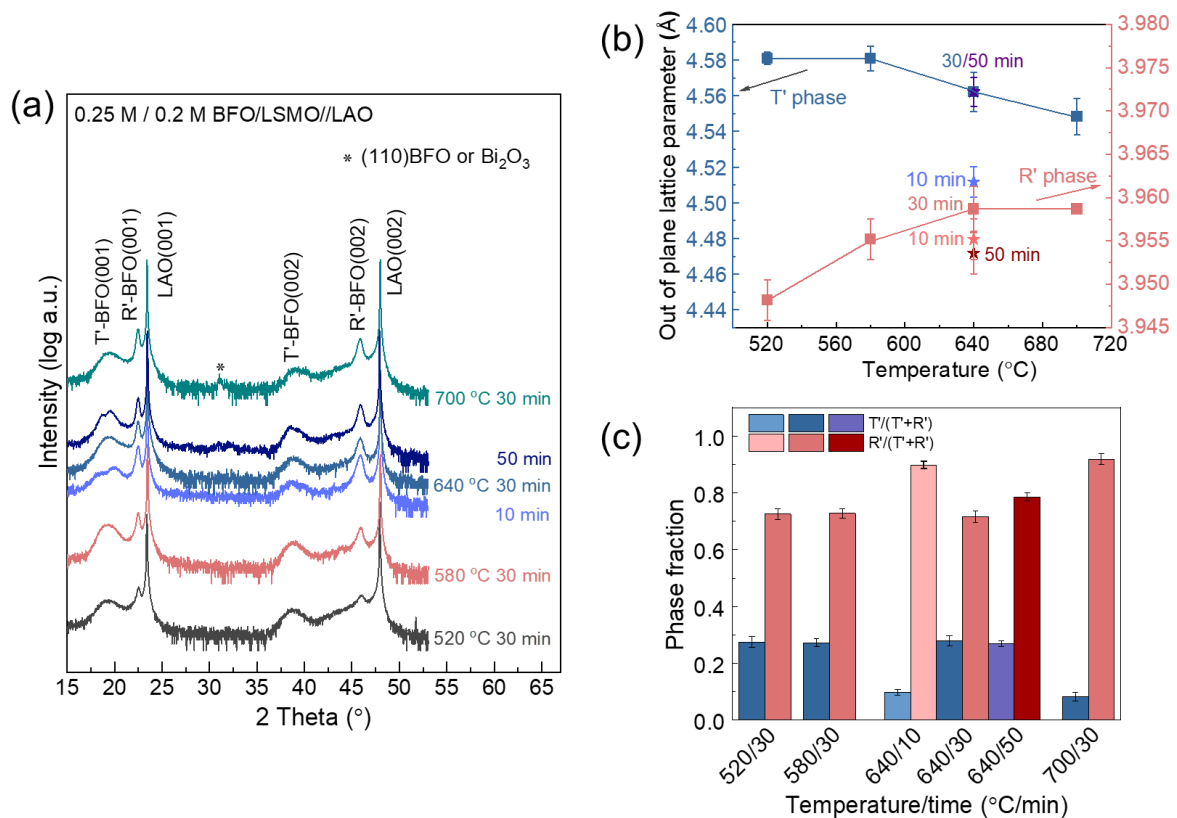 (a)
0.25 M / 0.2 M BFO/LSMO//LAO
* (110)BFO or Bi₂O₃
T'-BFO(001)
R'-BFO(001)
LAO(001)
T'-BFO(002)
R'-BFO(002)
LAO(002)
*
700 °C 30 min
50 min
640 °C 30 min
10 min
580 °C 30 min
520 °C 30 min
Intensity (log a.u.)
15 20 25 30 35 40 45 50 55 60 65
2 Theta (°)
(b)
Out of plane lattice parameter (Å)
4.60
4.58
4.56
4.54
4.52
4.50
4.48
4.46
4.44
3.980
3.975
3.970
3.965
3.960
3.955
3.950
3.945
30/50 min
T' phase
10 min
R' phase
30 min
10 min
50 min
520 560 600 640 680 720
Temperature (°C)
(c)
T'/(T'+R')
R'/(T'+R')
Phase fraction
1.0
0.8
0.6
0.4
0.2
0.0
520/30
580/30
640/10
640/30
640/50
700/30
Temperature/time (°C/min)